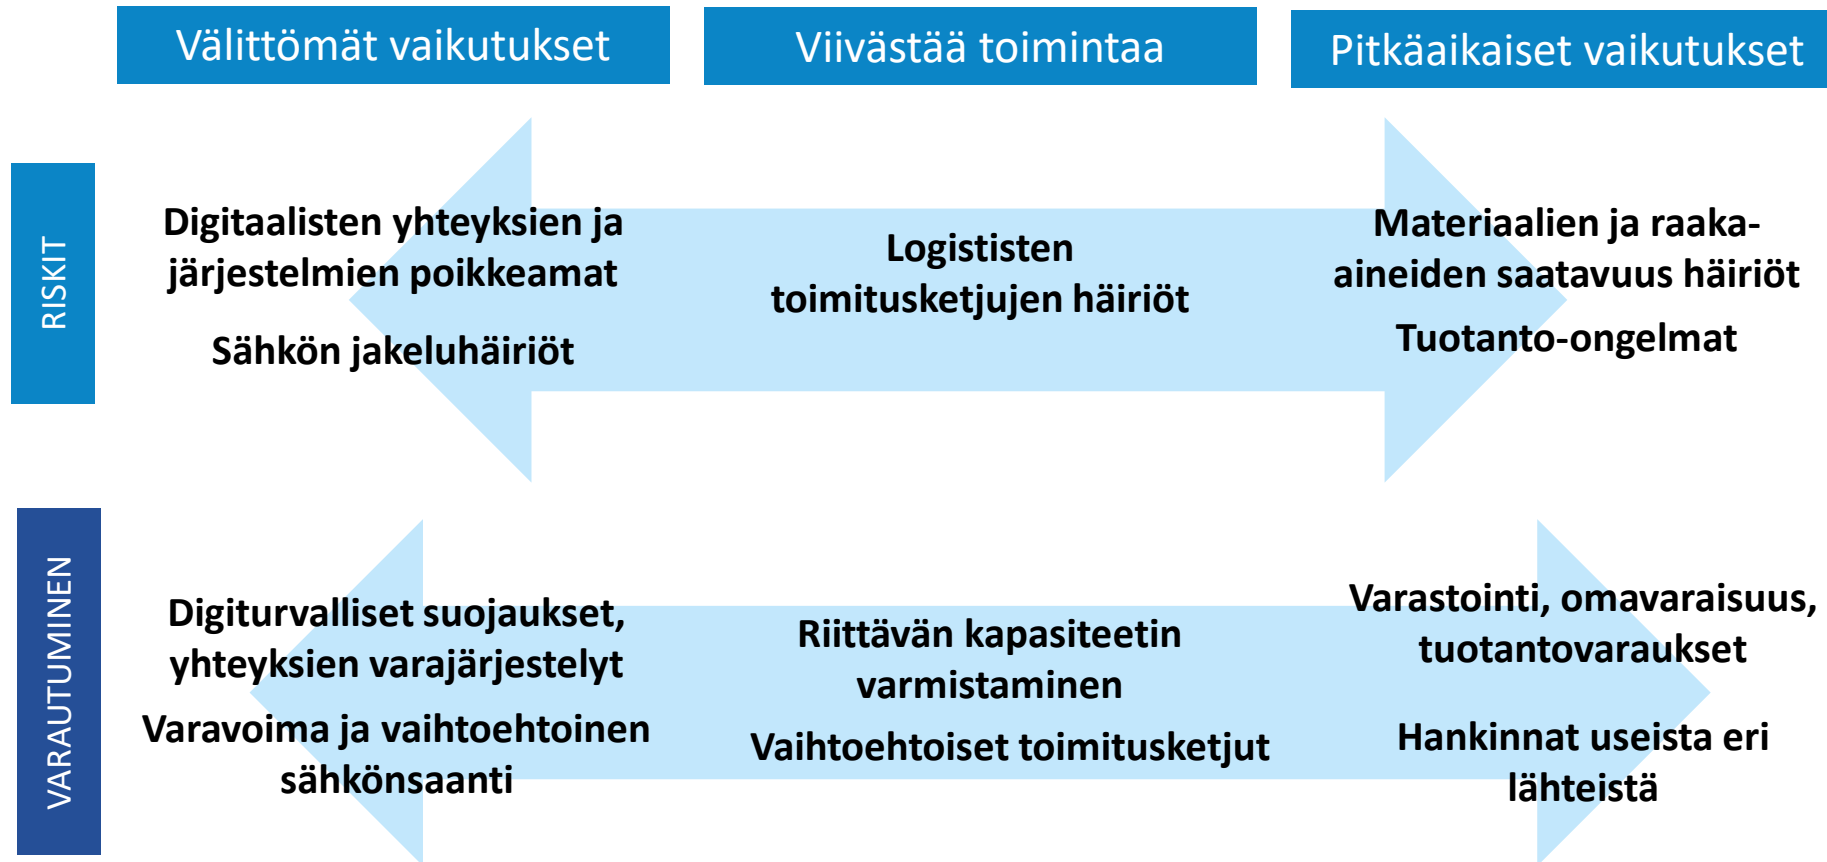 Välittömät vaikutukset
Viivästää toimintaa
Pitkäaikaiset vaikutukset
RISKIT
Digitaalisten yhteyksien ja
järjestelmien poikkeamat
Sähkön jakeluhäiriöt
Logististen
toimitusketjujen häiriöt
Materiaalien ja raaka-
aineiden saatavuus häiriöt
Tuotanto-ongelmat
VARAUTUMINEN
Digiturvalliset suojaukset,
yhteyksien varajärjestelyt
Varavoima ja vaihtoehtoinen
sähkönsaanti
Riittävän kapasiteetin
varmistaminen
Vaihtoehtoiset toimitusketjut
Varastointi, omavaraisuus,
tuotantovaraukset
Hankinnat useista eri
lähteistä